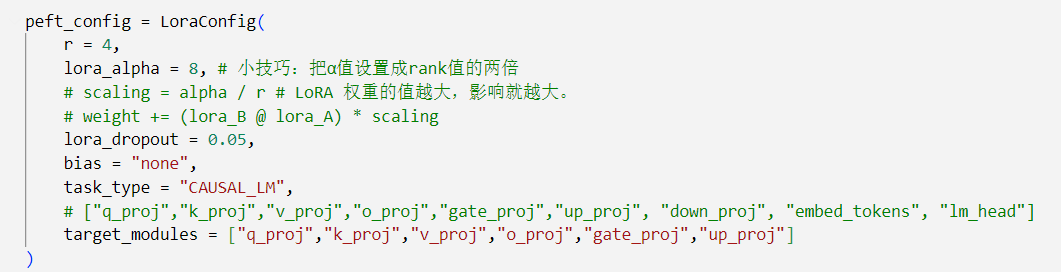 peft_config = LoraConfig(
    r = 4,
    lora_alpha = 8, # 小技巧：把α值设置成rank值的两倍
    # scaling = alpha / r # LoRA 权重的值越大，影响就越大。
    # weight += (lora_B @ lora_A) * scaling
    lora_dropout = 0.05,
    bias = "none",
    task_type = "CAUSAL_LM",
    # ["q_proj","k_proj","v_proj","o_proj","gate_proj","up_proj", "down_proj", "embed_tokens", "lm_head"]
    target_modules = ["q_proj","k_proj","v_proj","o_proj","gate_proj","up_proj"]
)